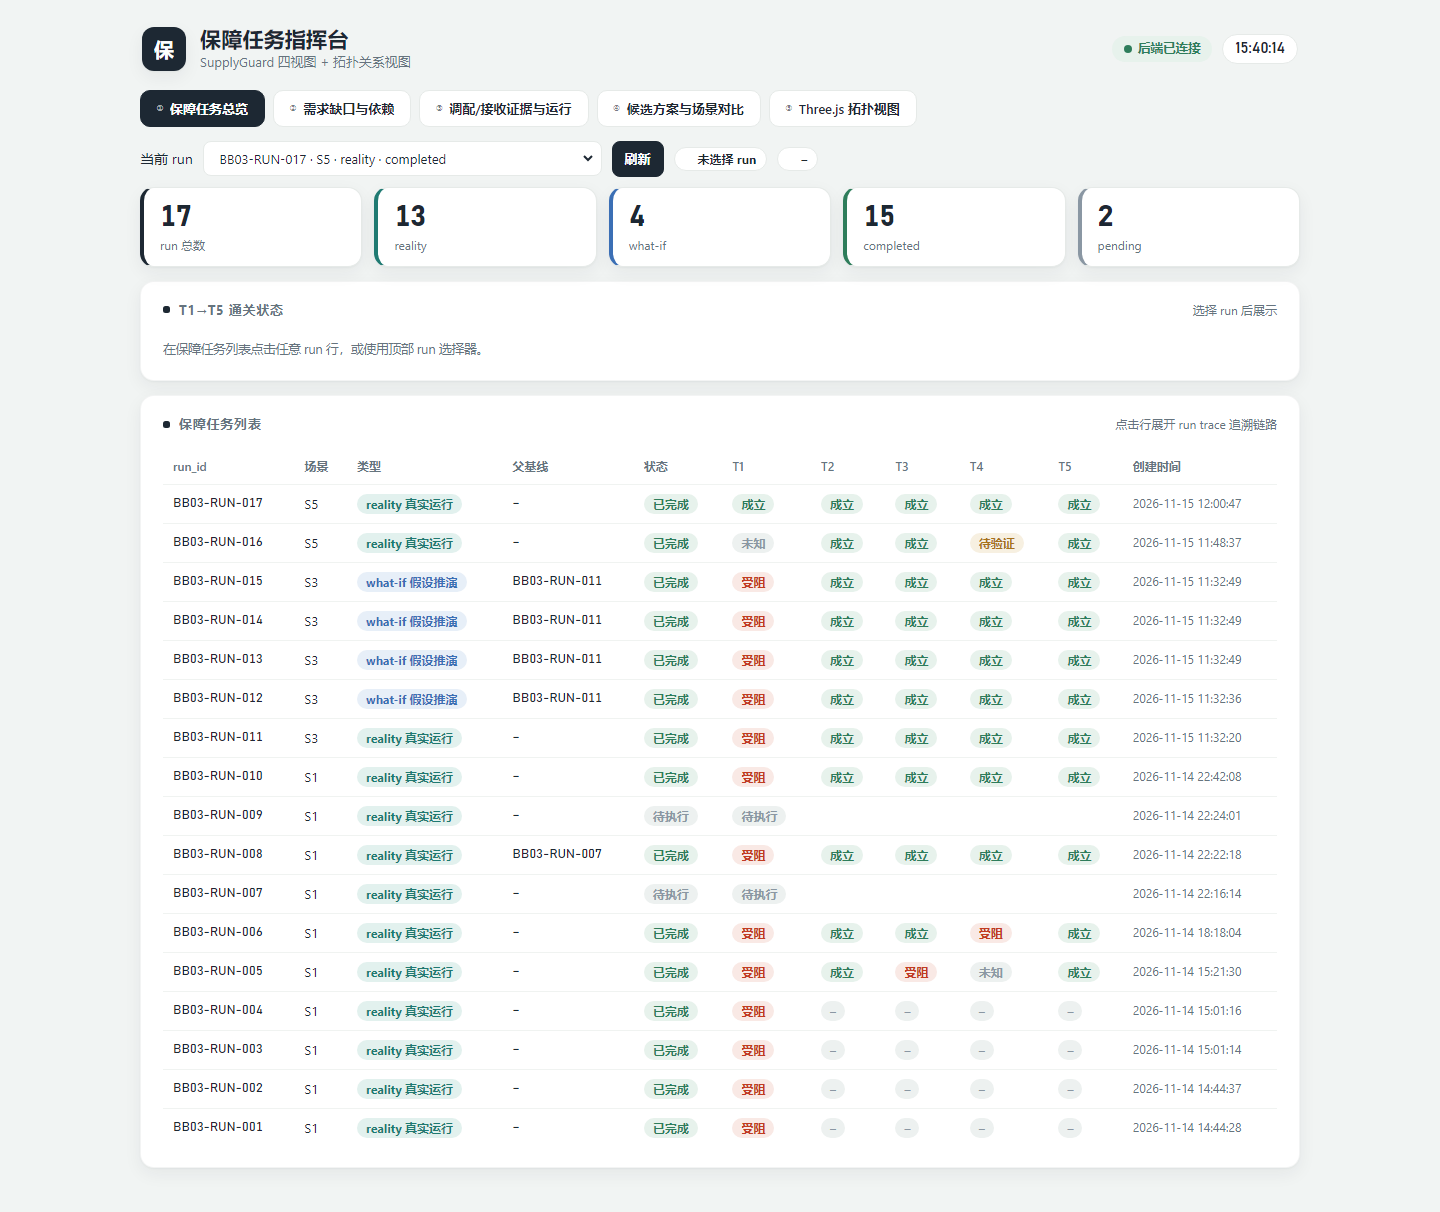 保
保障任务指挥台
SupplyGuard 四视图 + 拓扑关系视图
后端已连接
15:40:14
保障任务总览
需求缺口与依赖
调配/接收证据与运行
候选方案与场景对比
Three.js 拓扑视图
当前 run
BB03-RUN-017 · S5 · reality · completed
刷新
未选择 run
–
17
run 总数
13
reality
4
what-if
15
completed
2
pending
T1→T5 通关状态
选择 run 后展示
在保障任务列表点击任意 run 行，或使用顶部 run 选择器。
保障任务列表
点击行展开 run trace 追溯链路
run_id 场景 类型 父基线 状态 T1 T2 T3 T4 T5 创建时间
BB03-RUN-017 S5 reality 真实运行 – 已完成 成立 成立 成立 成立 成立 2026-11-15 12:00:47
BB03-RUN-016 S5 reality 真实运行 – 已完成 未知 成立 成立 待验证 成立 2026-11-15 11:48:37
BB03-RUN-015 S3 what-if 假设推演 BB03-RUN-011 已完成 受阻 成立 成立 成立 成立 2026-11-15 11:32:49
BB03-RUN-014 S3 what-if 假设推演 BB03-RUN-011 已完成 受阻 成立 成立 成立 成立 2026-11-15 11:32:49
BB03-RUN-013 S3 what-if 假设推演 BB03-RUN-011 已完成 受阻 成立 成立 成立 成立 2026-11-15 11:32:49
BB03-RUN-012 S3 what-if 假设推演 BB03-RUN-011 已完成 受阻 成立 成立 成立 成立 2026-11-15 11:32:36
BB03-RUN-011 S3 reality 真实运行 – 已完成 受阻 成立 成立 成立 成立 2026-11-15 11:32:20
BB03-RUN-010 S1 reality 真实运行 – 已完成 受阻 成立 成立 成立 成立 2026-11-14 22:42:08
BB03-RUN-009 S1 reality 真实运行 – 待执行 待执行 2026-11-14 22:24:01
BB03-RUN-008 S1 reality 真实运行 BB03-RUN-007 已完成 受阻 成立 成立 成立 成立 2026-11-14 22:22:18
BB03-RUN-007 S1 reality 真实运行 – 待执行 待执行 2026-11-14 22:16:14
BB03-RUN-006 S1 reality 真实运行 – 已完成 受阻 成立 成立 受阻 成立 2026-11-14 18:18:04
BB03-RUN-005 S1 reality 真实运行 – 已完成 受阻 成立 受阻 未知 成立 2026-11-14 15:21:30
BB03-RUN-004 S1 reality 真实运行 – 已完成 受阻 – – – – 2026-11-14 15:01:16
BB03-RUN-003 S1 reality 真实运行 – 已完成 受阻 – – – – 2026-11-14 15:01:14
BB03-RUN-002 S1 reality 真实运行 – 已完成 受阻 – – – – 2026-11-14 14:44:37
BB03-RUN-001 S1 reality 真实运行 – 已完成 受阻 – – – – 2026-11-14 14:44:28